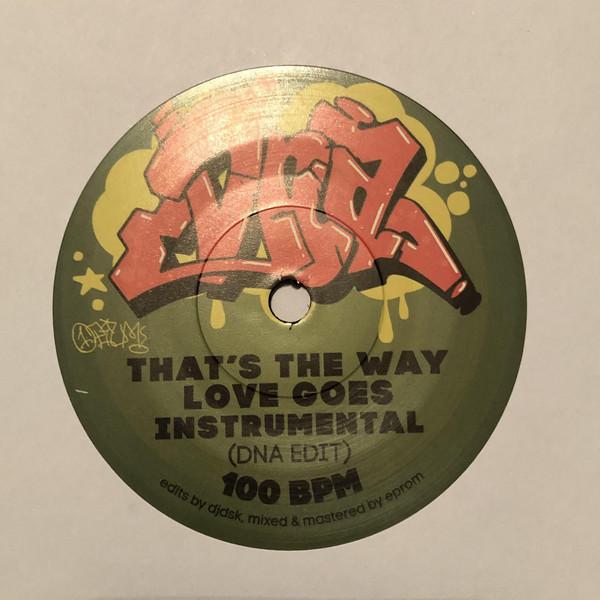 THAT'S THE WAY
LOVE GOES
INSTRUMENTAL
(DNA EDIT)
100 BPM
edits by djdsk, mixed & mastered by eprom